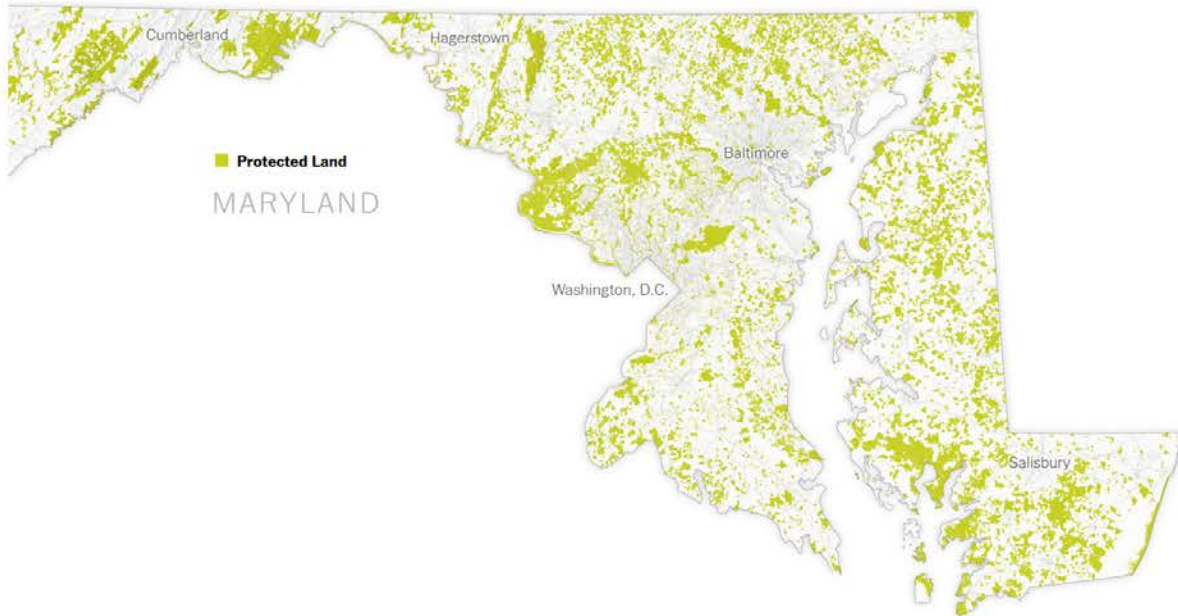 Cumberland
Hagerstown
Protected Land
Baltimore
MARYLAND
Washington, D.C.
Salisbury